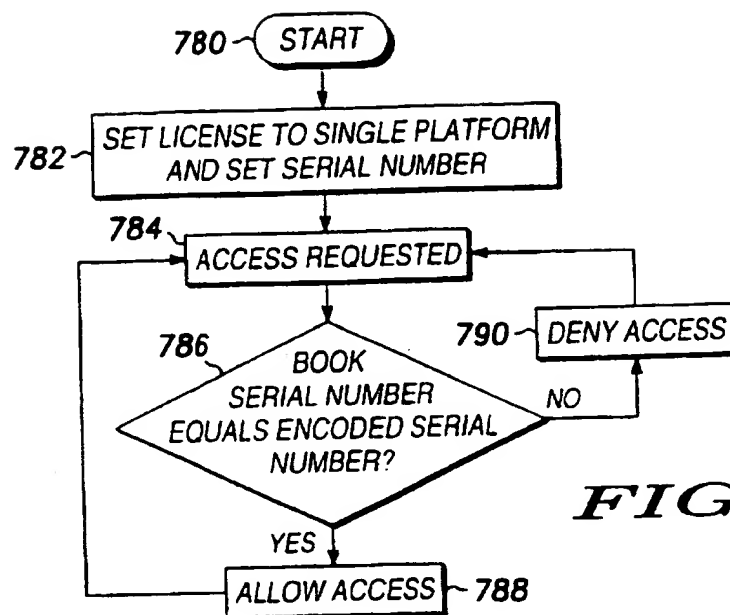 780
START
782
SET LICENSE TO SINGLE PLATFORM
AND SET SERIAL NUMBER
784
ACCESS REQUESTED
786
BOOK
SERIAL NUMBER
EQUALS ENCODED SERIAL
NUMBER?
NO
790
DENY ACCESS
YES
ALLOW ACCESS
788
FIG